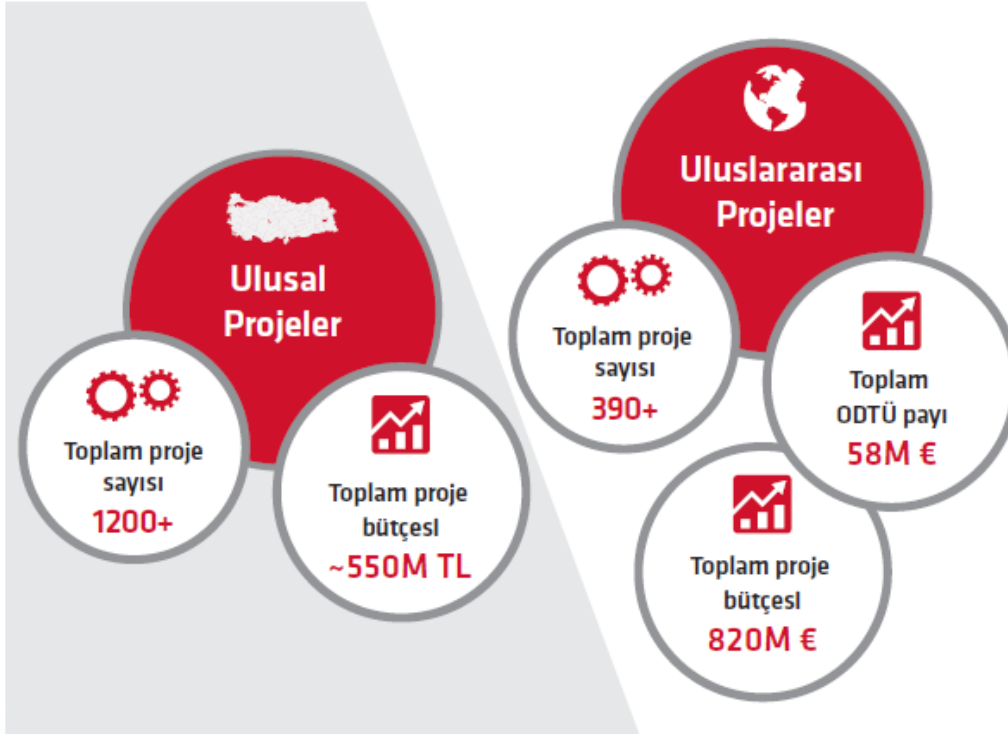 Ulusal
Projeler
Toplam proje
sayısı
1200+
Toplam proje
bütçesi
~550M TL
Uluslararası
Projeler
Toplam proje
sayısı
390+
Toplam
ODTÜ payı
58M €
Toplam proje
bütçesi
820M €